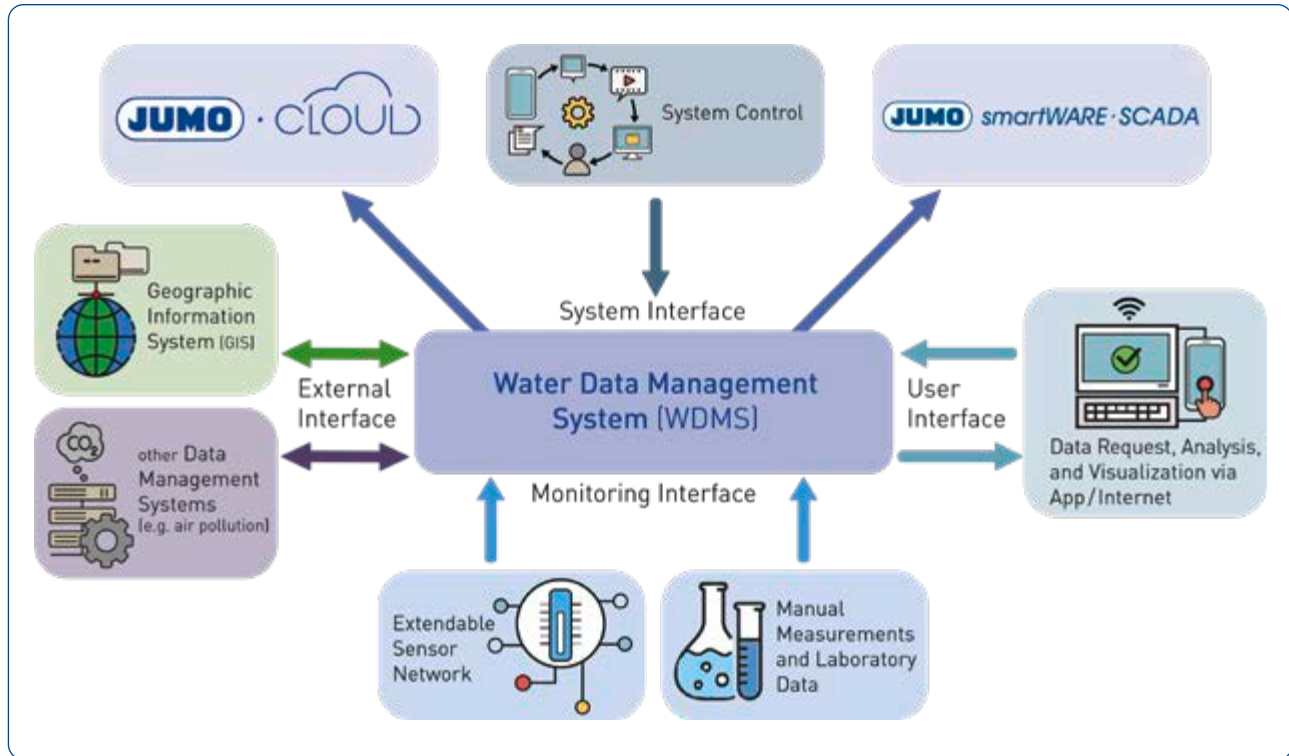 JUMO · CLOUD
System Control
JUMO smartWARE · SCADA
Geographic
Information
System (GIS)
System Interface
External
Interface
Water Data Management
System (WDMS)
User
Interface
CO2
other Data
Management
Systems
(e.g. air pollution)
Data Request, Analysis,
and Visualization via
App/Internet
Monitoring Interface
Extendable
Sensor
Network
Manual
Measurements
and Laboratory
Data